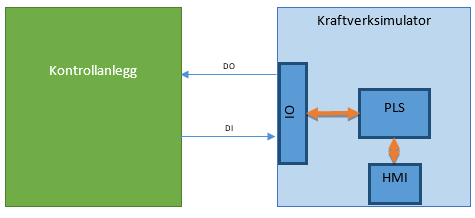 Kraftverksimulator
Kontrollanlegg
DO
IO
PLS
DI
HMI